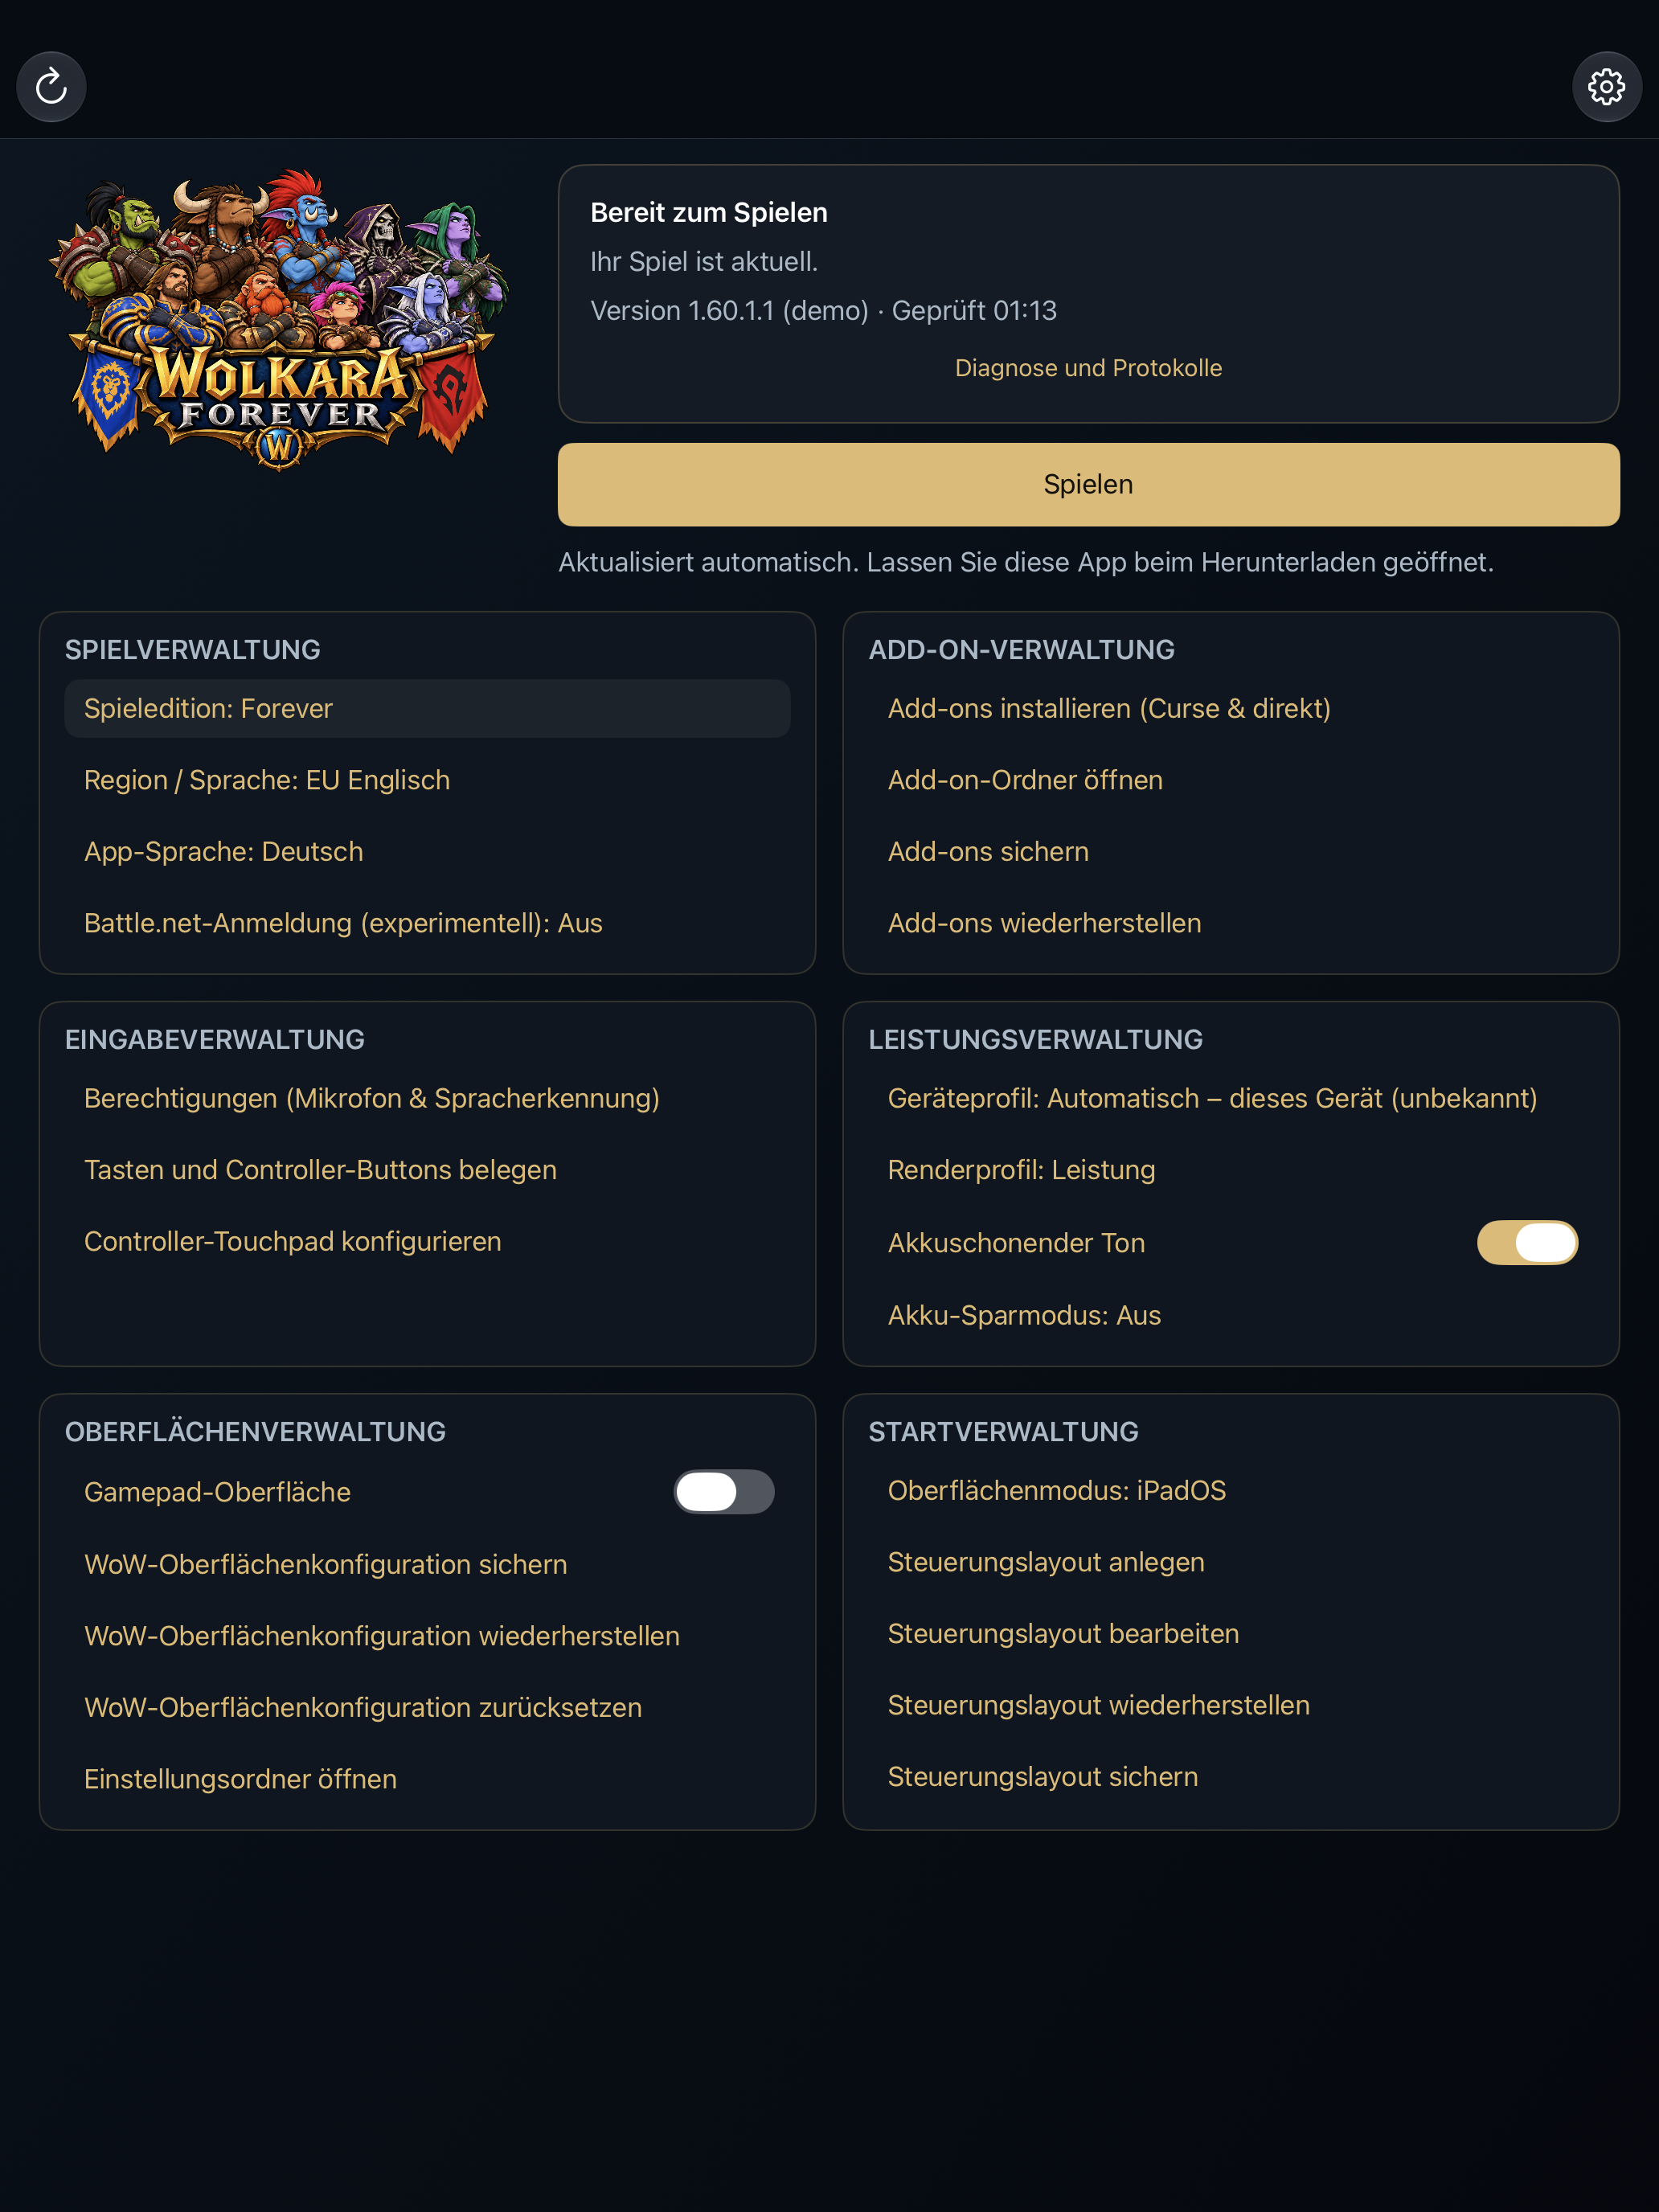 WOLKARA
FOREVER
W
Bereit zum Spielen
Ihr Spiel ist aktuell.
Version 1.60.1.1 (demo) · Geprüft 01:13
Diagnose und Protokolle
Spielen
Aktualisiert automatisch. Lassen Sie diese App beim Herunterladen geöffnet.
SPIELVERWALTUNG
Spieledition: Forever
Region / Sprache: EU Englisch
App-Sprache: Deutsch
Battle.net-Anmeldung (experimentell): Aus
ADD-ON-VERWALTUNG
Add-ons installieren (Curse & direkt)
Add-on-Ordner öffnen
Add-ons sichern
Add-ons wiederherstellen
EINGABEVERWALTUNG
Berechtigungen (Mikrofon & Spracherkennung)
Tasten und Controller-Buttons belegen
Controller-Touchpad konfigurieren
LEISTUNGSVERWALTUNG
Geräteprofil: Automatisch – dieses Gerät (unbekannt)
Renderprofil: Leistung
Akkuschonender Ton
Akku-Sparmodus: Aus
OBERFLÄCHENVERWALTUNG
Gamepad-Oberfläche
WoW-Oberflächenkonfiguration sichern
WoW-Oberflächenkonfiguration wiederherstellen
WoW-Oberflächenkonfiguration zurücksetzen
Einstellungsordner öffnen
STARTVERWALTUNG
Oberflächenmodus: iPadOS
Steuerungslayout anlegen
Steuerungslayout bearbeiten
Steuerungslayout wiederherstellen
Steuerungslayout sichern